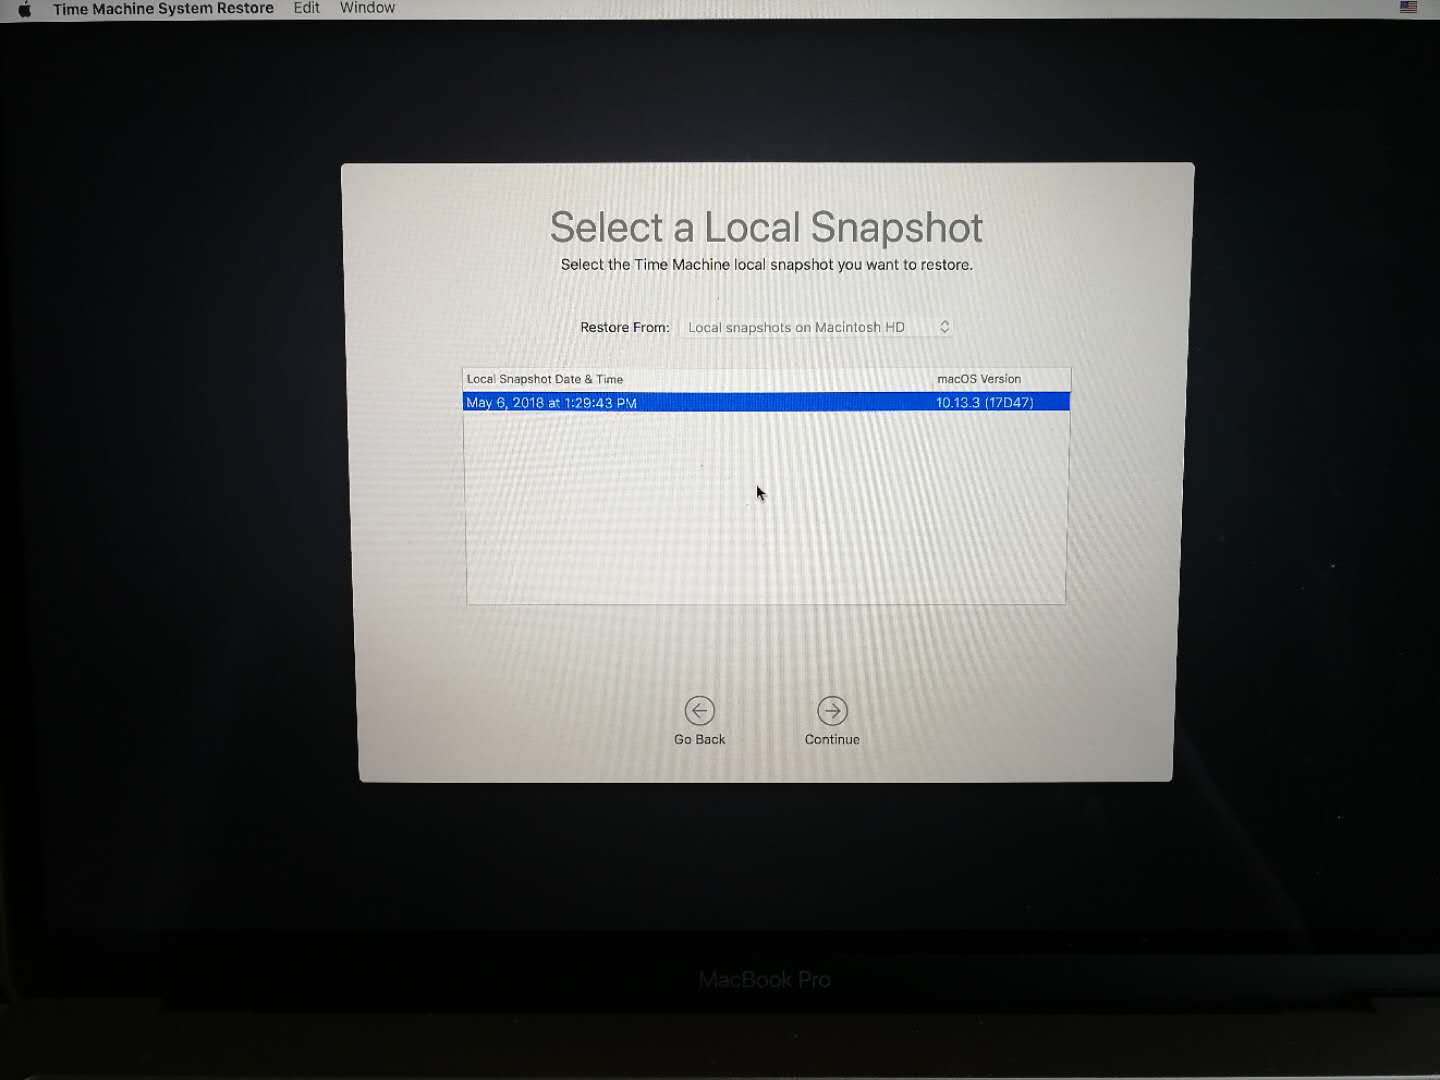 Time Machine System Restore Edit Window
Select a Local Snapshot
Select the Time Machine local snapshot you want to restore.
Restore From: Local snapshots on Macintosh HD
Local Snapshot Date & Time macOS Version
May 6, 2018 at 1:29:43 PM 10.13.3 (17D47)
Go Back Continue
MacBook Pro